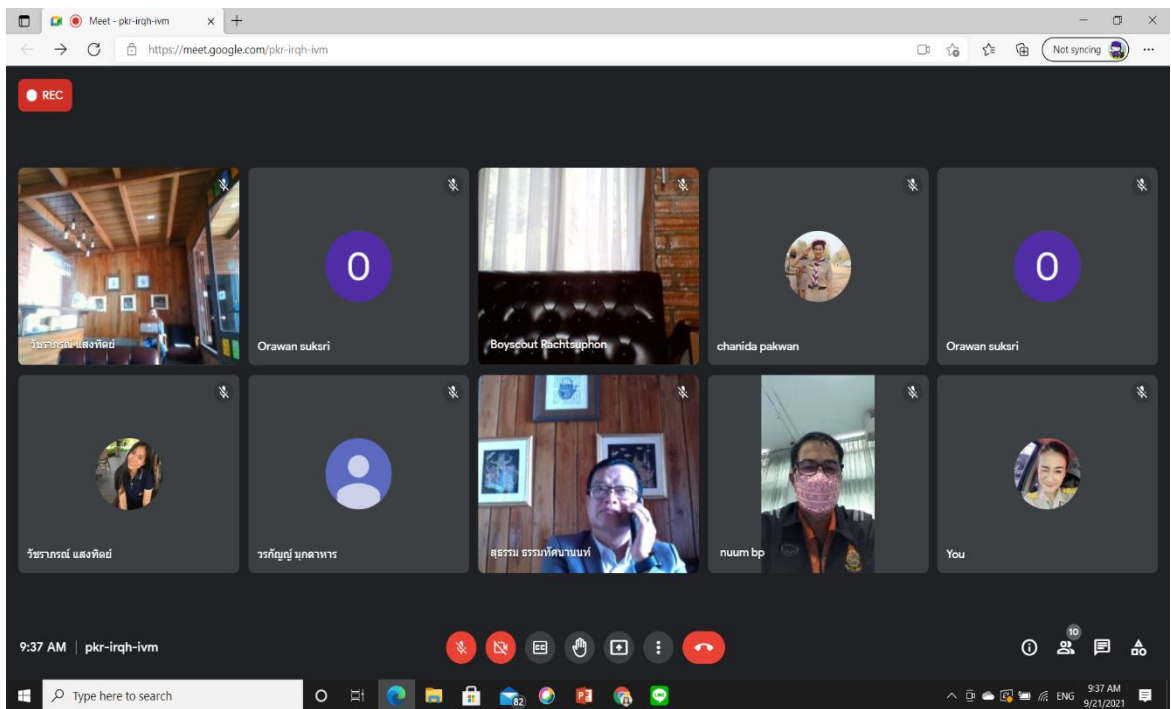 Meet - pkr-irqh-ivm
https://meet.google.com/pkr-irqh-ivm
Not syncing
REC
วัชราภรณ์ แสงทิตย์
O
Orawan suksri
Boyscout Rachtsuphon
chanida pakwan
O
Orawan suksri
วัชราภรณ์ แสงทิตย์
วรกัญญ์ มุกดาหาร
สุธรรม ธรรมทัศนานนท์
nuum bp
You
9:37 AM | pkr-irqh-ivm
CC
10
Type here to search
82
ENG
9:37 AM
9/21/2021